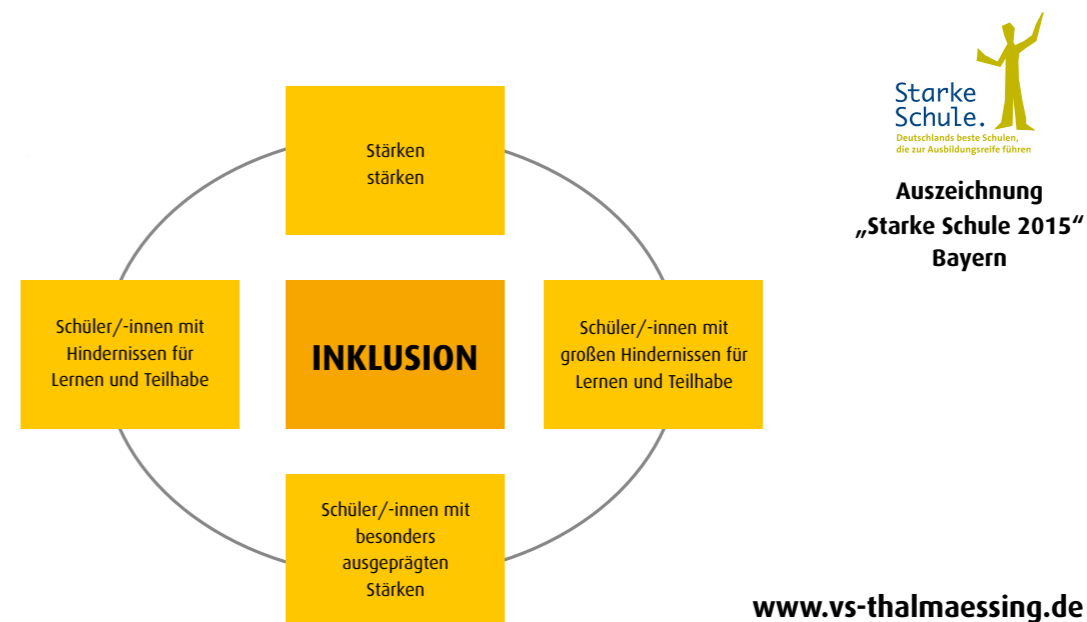 Starke
Schule.
Deutschlands beste Schulen,
die zur Ausbildungsreife führen
Auszeichnung
„Starke Schule 2015“
Bayern
Stärken
stärken
Schüler/-innen mit
Hindernissen für
Lernen und Teilhabe
INKLUSION
Schüler/-innen mit
großen Hindernissen für
Lernen und Teilhabe
Schüler/-innen mit
besonders
ausgeprägten
Stärken
www.vs-thalmaessing.de